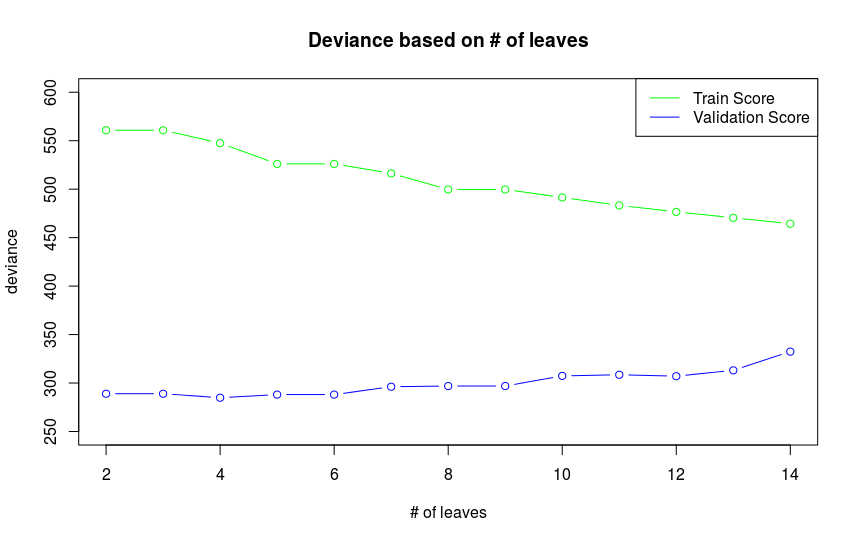 Deviance based on # of leaves
Train Score
Validation Score
600
550
500
450
400
350
300
250
deviance
2 4 6 8 10 12 14
# of leaves